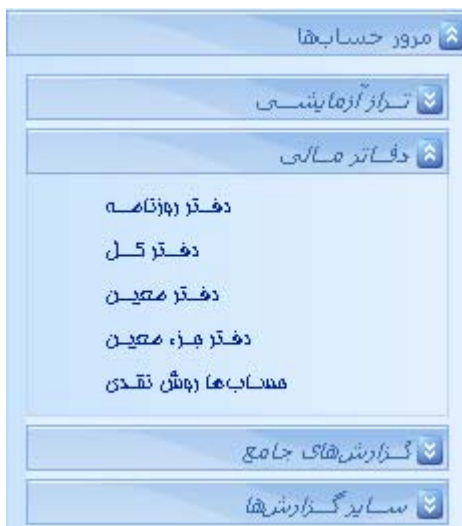 مرور حساب‌ها
تراز آزمایشی
دفاتر مالی
دفتر روزنامه
دفتر کل
دفتر معین
دفتر جزء معین
حساب‌ها روش نقدی
گزارش‌های جامع
سایر گزارش‌ها